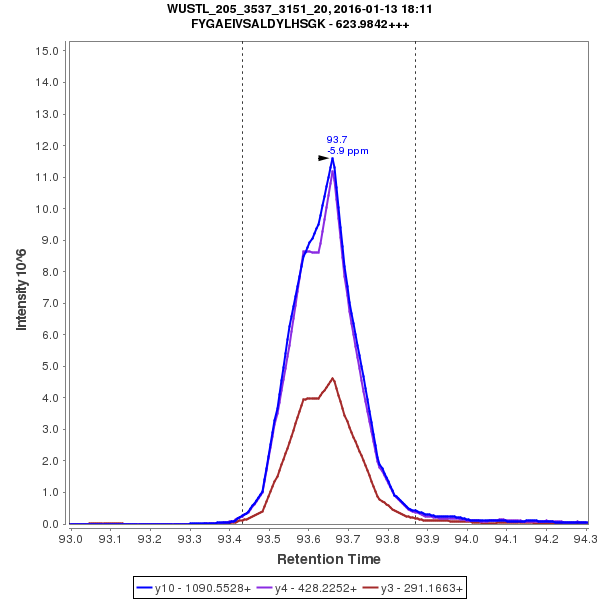 WUSTL_205_3537_3151_20, 2016-01-13 18:11
FYGAEIVSALDYLHSGK - 623.9842+++
Intensity 10^6
15.0
14.0
13.0
12.0
11.0
10.0
9.0
8.0
7.0
6.0
5.0
4.0
3.0
2.0
1.0
0.0
93.7
-5.9 ppm
93.0 93.1 93.2 93.3 93.4 93.5 93.6 93.7 93.8 93.9 94.0 94.1 94.2 94.3
Retention Time
y10 - 1090.5528+ y4 - 428.2252+ y3 - 291.1663+